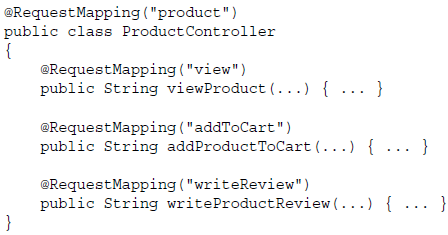 @RequestMapping("product")
public class ProductController
{
    @RequestMapping("view")
    public String viewProduct(...) { ... }

    @RequestMapping("addToCart")
    public String addProductToCart(...) { ... }

    @RequestMapping("writeReview")
    public String writeProductReview(...) { ... }
}